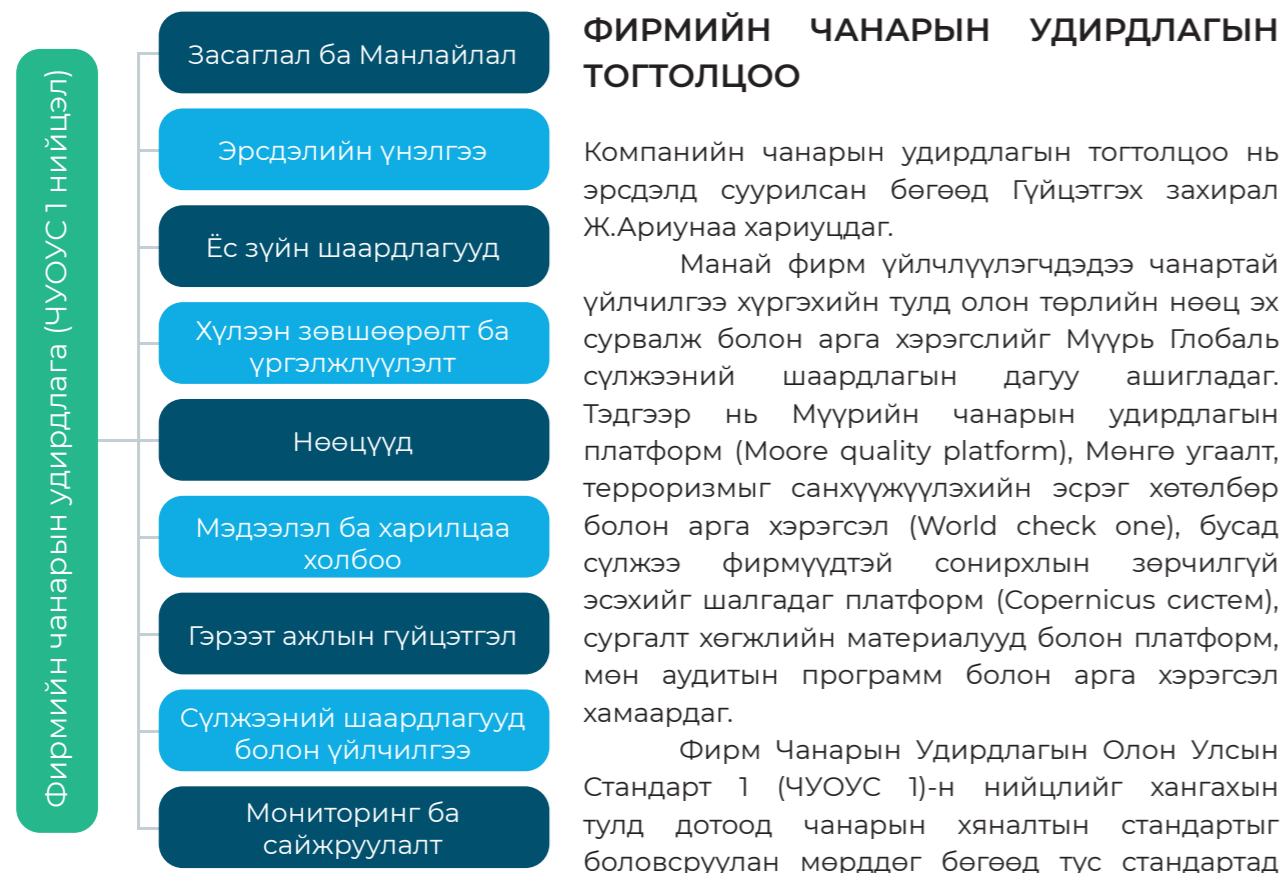 Фирмийн чанарын удирдлага (ЧУОУС 1 нийцэл)
Засаглал ба Манлайлал
Эрсдэлийн үнэлгээ
Ёс зүйн шаардлагууд
Хүлээн зөвшөөрөлт ба
үргэлжлүүлэлт
Нөөцүүд
Мэдээлэл ба харилцаа
холбоо
Гэрээт ажлын гүйцэтгэл
Сүлжээний шаардлагууд
болон үйлчилгээ
Мониторинг ба
сайжруулалт
ФИРМИЙН ЧАНАРЫН УДИРДЛАГЫН
ТОГТОЛЦОО
Компанийн чанарын удирдлагын тогтолцоо нь
эрсдэлд суурилсан бөгөөд Гүйцэтгэх захирал
Ж.Ариунаа хариуцдаг.
Манай фирм үйлчлүүлэгчдэдээ чанартай
үйлчилгээ хүргэхийн тулд олон төрлийн нөөц эх
сурвалж болон арга хэрэгслийг Мүүрь Глобаль
сүлжээний шаардлагын дагуу ашигладаг.
Тэдгээр нь Мүүрийн чанарын удирдлагын
платформ (Moore quality platform), Мөнгө угаалт,
терроризмыг санхүүжүүлэхийн эсрэг хөтөлбөр
болон арга хэрэгсэл (World check one), бусад
сүлжээ фирмүүдтэй сонирхлын зөрчилгүй
эсэхийг шалгадаг платформ (Copernicus систем),
сургалт хөгжлийн материалууд болон платформ,
мөн аудитын программ болон арга хэрэгсэл
хамаардаг.
Фирм Чанарын Удирдлагын Олон Улсын
Стандарт 1 (ЧУОУС 1)-н нийцлийг хангахын
тулд дотоод чанарын хяналтын стандартыг
боловсруулан мөрддөг бөгөөд тус стандартад